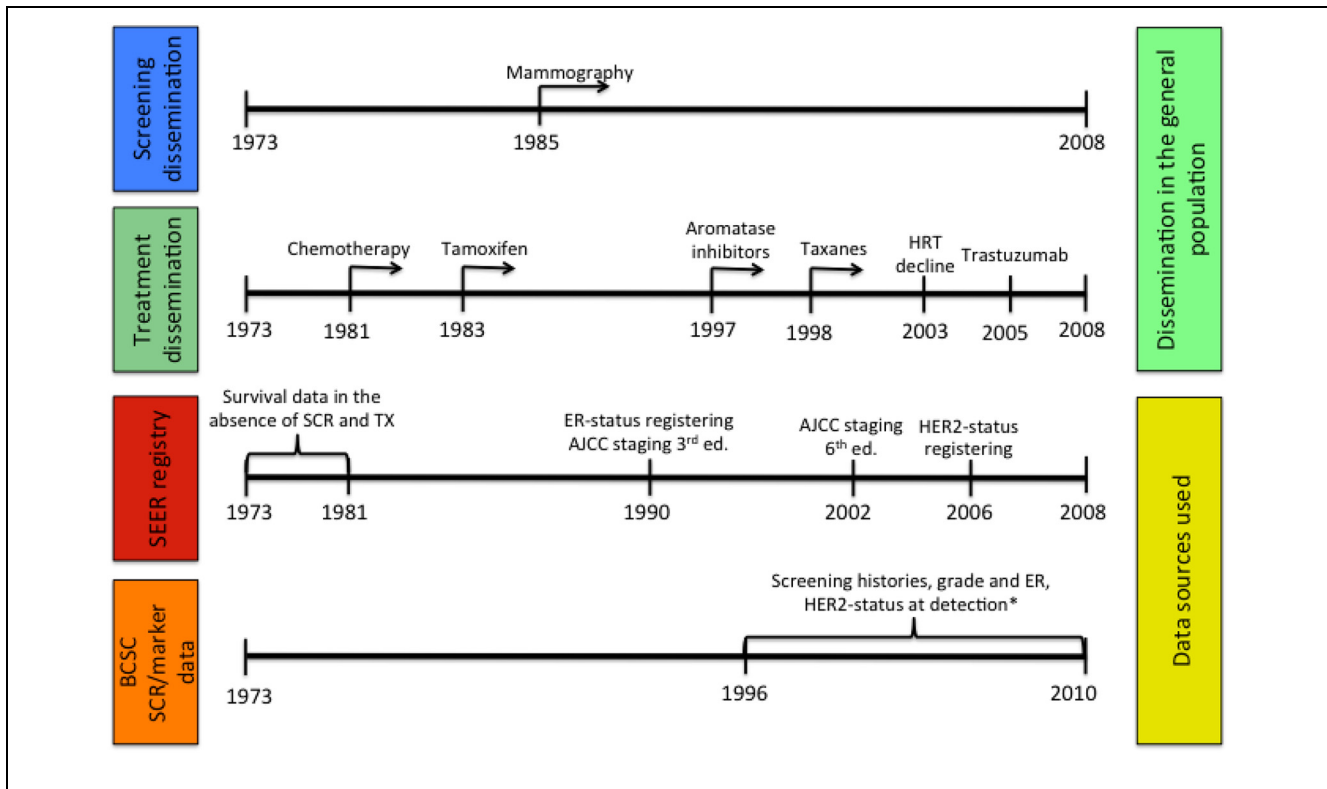 Screening
dissemination
Mammography
1973
1985
2008
Treatment
dissemination
Chemotherapy
Tamoxifen
Aromatase
inhibitors
Taxanes
HRT
decline
Trastuzumab
1973
1981
1983
1997
1998
2003
2005
2008
Dissemination in the general
population
SEER registry
Survival data in the
absence of SCR and TX
ER-status registering
AJCC staging 3rd ed.
AJCC staging
6th ed.
HER2-status
registering
1973
1981
1990
2002
2006
2008
BCSC
SCR/marker
data
Screening histories, grade and ER,
HER2-status at detection*
1973
1996
2010
Data sources used